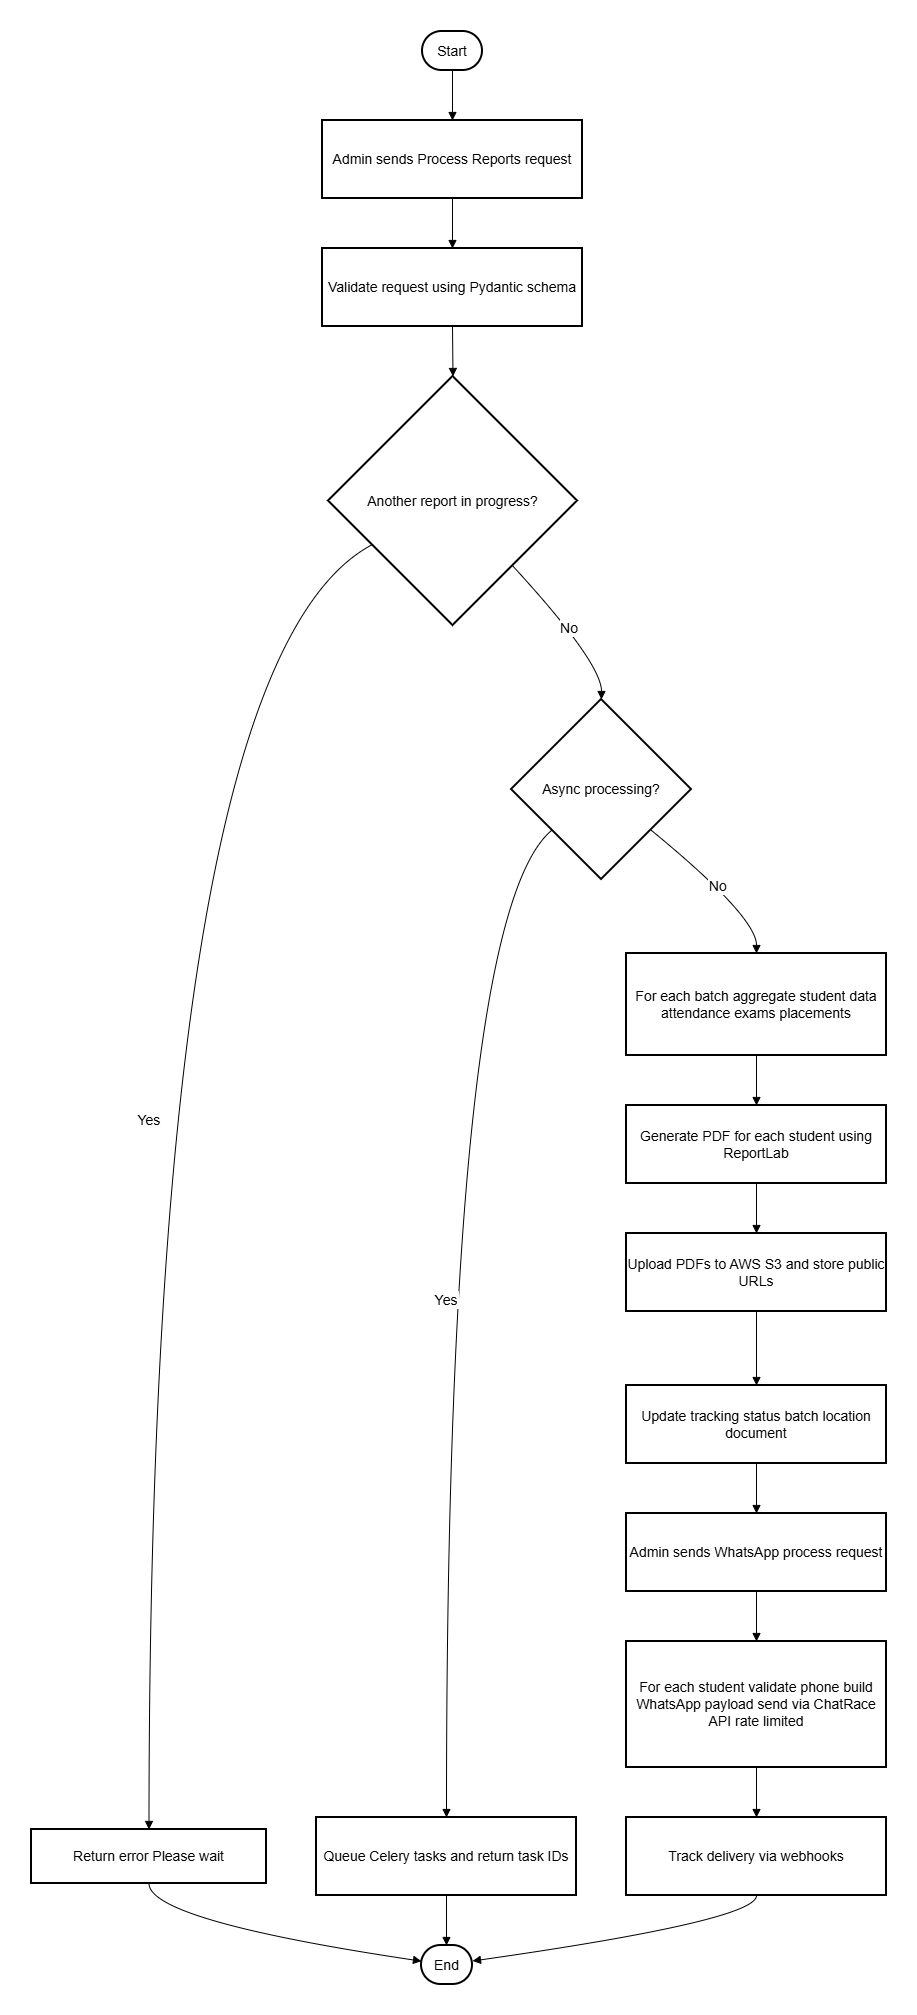 Start
Admin sends Process Reports request
Validate request using Pydantic schema
Another report in progress?
No
Async processing?
No
For each batch aggregate student data
attendance exams placements
Yes
Generate PDF for each student using
ReportLab
Upload PDFs to AWS S3 and store public
URLs
Yes
Update tracking status batch location
document
Admin sends WhatsApp process request
For each student validate phone build
WhatsApp payload send via ChatRace
API rate limited
Return error Please wait
Queue Celery tasks and return task IDs
Track delivery via webhooks
End